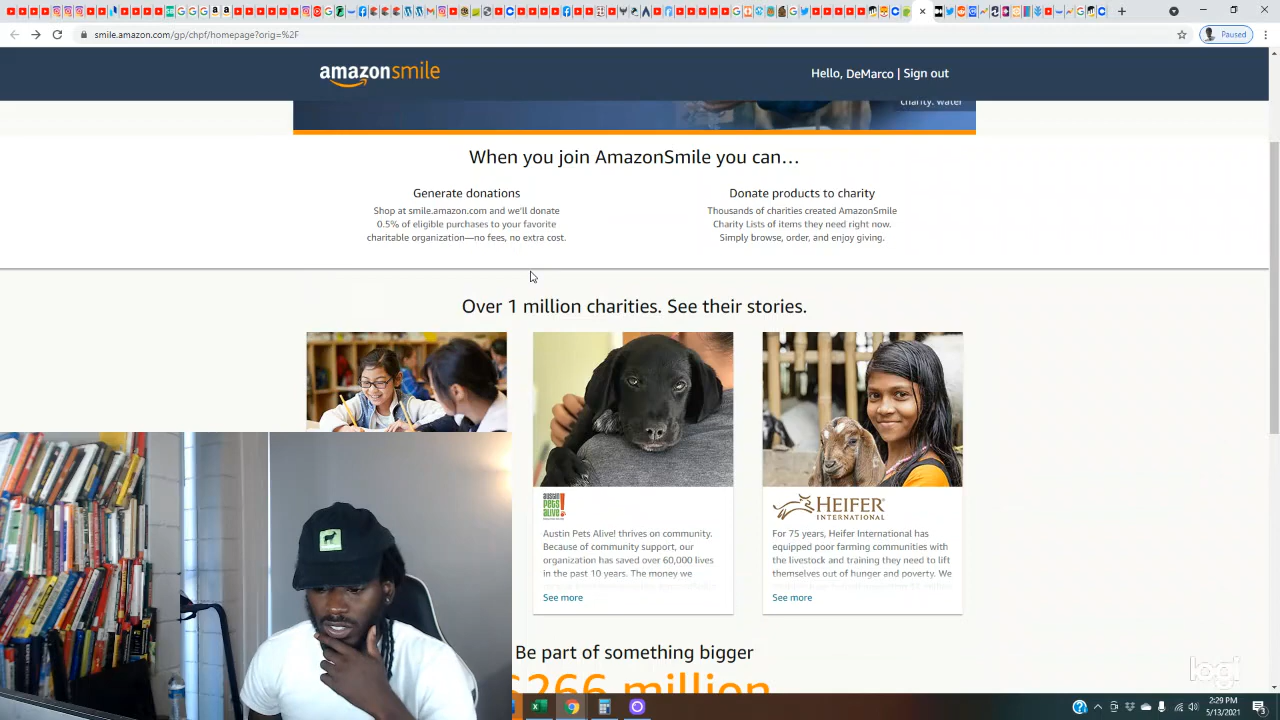 smile.amazon.com/gp/chpf/homepage?orig=%2F
Paused
amazonsmile
Hello, DeMarco | Sign out
charity: water
When you join AmazonSmile you can…
Generate donations
Shop at smile.amazon.com and we'll donate
0.5% of eligible purchases to your favorite
charitable organization—no fees, no extra cost.
Donate products to charity
Thousands of charities created AmazonSmile
Charity Lists of items they need right now.
Simply browse, order, and enjoy giving.
Over 1 million charities. See their stories.
AUSTIN
PETS
ALIVE!
Austin Pets Alive! thrives on community.
Because of community support, our
organization has saved over 60,000 lives
in the past 10 years. The money we
See more
HEIFER
INTERNATIONAL
For 75 years, Heifer International has
equipped poor farming communities with
the livestock and training they need to lift
themselves out of hunger and poverty. We
See more
Be part of something bigger
$266 million
logi
2:29 PM
5/13/2021